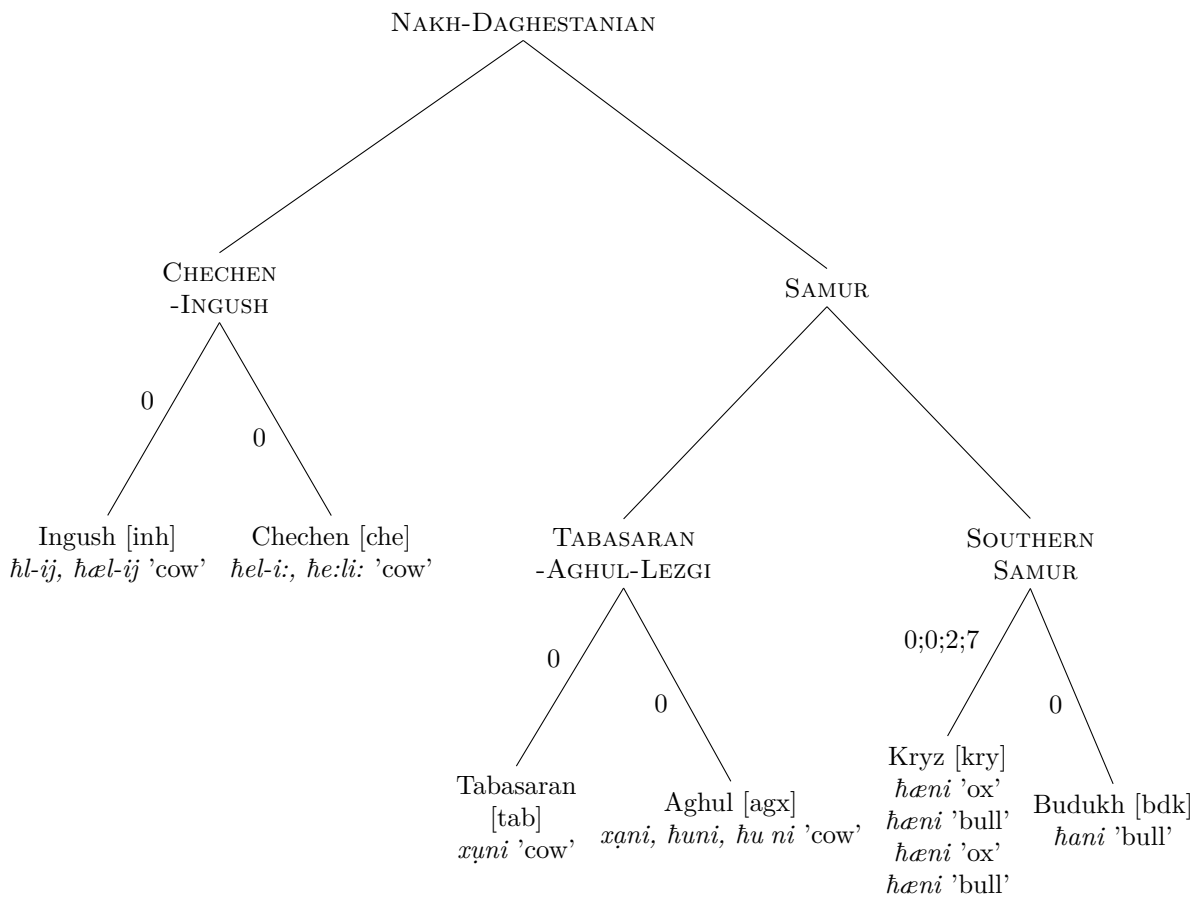 NAKH-DAGHESTANIAN
CHECHEN
-INGUSH
SAMUR
0
0
Ingush [inh]
ħl-ij, ħæl-ij 'cow'
Chechen [che]
ħel-i:, ħe:li: 'cow'
TABASARAN
-AGHUL-LEZGI
SOUTHERN
SAMUR
0
0
0;0;2;7
0
Tabasaran
[tab]
xụni 'cow'
Aghul [agx]
xạni, ħuni, ħu ni 'cow'
Kryz [kry]
ħæni 'ox'
ħæni 'bull'
ħæni 'ox'
ħæni 'bull'
Budukh [bdk]
ħani 'bull'